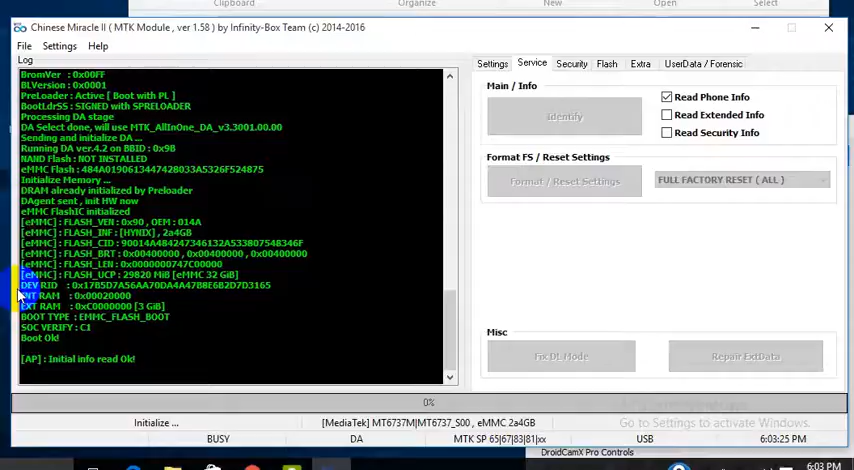 Clipboard
Organize
New
Open
Select
Chinese Miracle II ( MTK Module , ver 1.58 ) by Infinity-Box Team (c) 2014-2016
File Settings Help
Log
BromVer : 0x00FF
BLVersion : 0x0001
PreLoader : Active [ Boot with PL ]
BootLdrSS : SIGNED with SPRELOADER
Processing DA stage
DA Select done, will use MTK_AllInOne_DA_v3.3001.00.00
Sending and initialize DA ...
Running DA ver.4.2 on BBID : 0x9B
NAND Flash : NOT INSTALLED
eMMC Flash : 484A0190613447428033A5326F524875
Initialize Memory ...
DRAM already initialized by Preloader
DAgent sent , init HW now
eMMC FlashIC initialized
[eMMC] : FLASH_VEN : 0x90 , OEM : 014A
[eMMC] : FLASH_INF : [HYNIX] , 2a4GB
[eMMC] : FLASH_CID : 90014A484247346132A533807548346F
[eMMC] : FLASH_BRT : 0x00400000 , 0x00400000 , 0x00400000
[eMMC] : FLASH_LEN : 0x0000000747C00000
[eMMC] : FLASH_UCP : 29820 MiB [eMMC 32 GiB]
DEV RID : 0x17B5D7A56AA70DA4A47B8E6B2D7D3165
INT RAM : 0x00020000
EXT RAM : 0xC0000000 [3 GiB]
BOOT TYPE : EMMC_FLASH_BOOT
SOC VERIFY : C1
Boot Ok!
[AP] : Initial info read Ok!
Settings Service Security Flash Extra UserData / Forensic
Main / Info
Identify
Read Phone Info
Read Extended Info
Read Security Info
Format FS / Reset Settings
Format / Reset Settings
FULL FACTORY RESET ( ALL )
Misc
Fix DL Mode
Repair ExtData
0%
Initialize ...
[MediaTek] MT6737M|MT6737_S00 , eMMC 2a4GB
Go to Settings to activate Windows.
BUSY
DA
MTK SP 65|67|83|81|xx
USB
6:03:25 PM
DroidCamX Pro Controls
6:03 PM